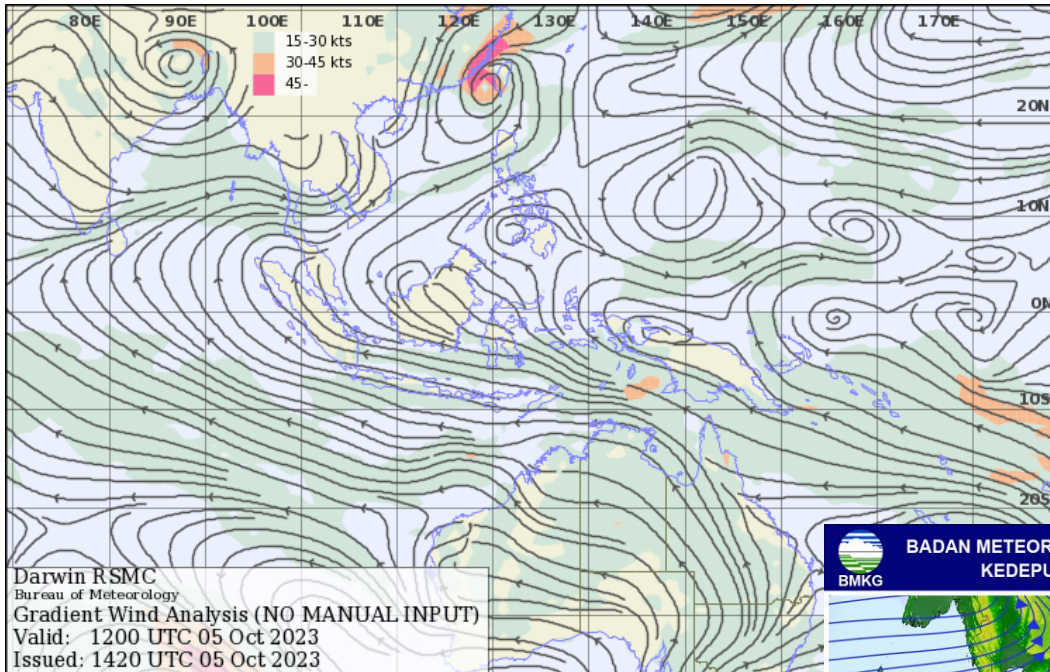 80E 90E 100E 110E 120E 130E 140E 150E 160E 170E
15-30 kts
30-45 kts
45-
20N
10N
0N
10S
20S
Darwin RSMC
Bureau of Meteorology
Gradient Wind Analysis (NO MANUAL INPUT)
Valid: 1200 UTC 05 Oct 2023
Issued: 1420 UTC 05 Oct 2023
BADAN METEOR
KEDEPU
BMKG